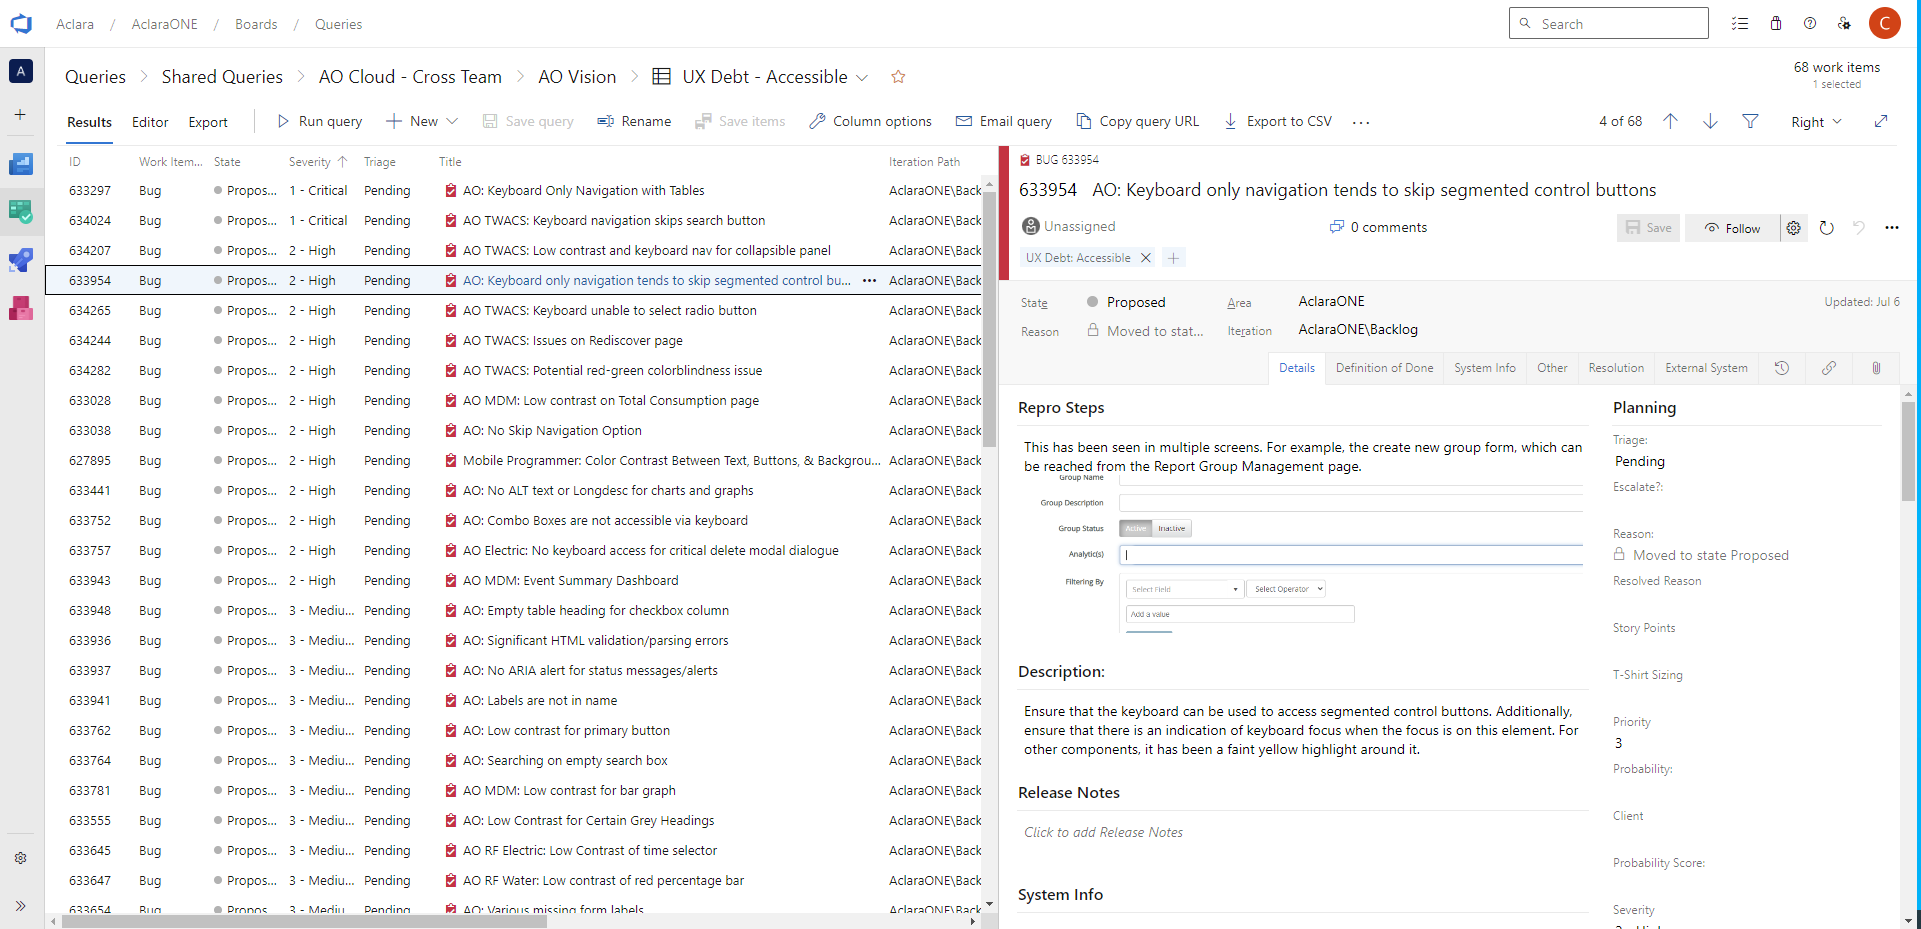 Aclara / AclaraONE / Boards / Queries
Search
C
A
Queries > Shared Queries > AO Cloud - Cross Team > AO Vision > UX Debt - Accessible
68 work items
1 selected
Results Editor Export Run query New Save query Rename Save items Column options Email query Copy query URL Export to CSV ...
4 of 68 Right
ID Work Item... State Severity Triage Title Iteration Path
633297 Bug Propos... 1 - Critical Pending AO: Keyboard Only Navigation with Tables AclaraONE\Back
634024 Bug Propos... 1 - Critical Pending AO TWACS: Keyboard navigation skips search button AclaraONE\Back
634207 Bug Propos... 2 - High Pending AO TWACS: Low contrast and keyboard nav for collapsible panel AclaraONE\Back
633954 Bug Propos... 2 - High Pending AO: Keyboard only navigation tends to skip segmented control bu... ... AclaraONE\Back
634265 Bug Propos... 2 - High Pending AO TWACS: Keyboard unable to select radio button AclaraONE\Back
634244 Bug Propos... 2 - High Pending AO TWACS: Issues on Rediscover page AclaraONE\Back
634282 Bug Propos... 2 - High Pending AO TWACS: Potential red-green colorblindness issue AclaraONE\Back
633028 Bug Propos... 2 - High Pending AO MDM: Low contrast on Total Consumption page AclaraONE\Back
633038 Bug Propos... 2 - High Pending AO: No Skip Navigation Option AclaraONE\Back
627895 Bug Propos... 2 - High Pending Mobile Programmer: Color Contrast Between Text, Buttons, & Backgrou... AclaraONE\Back
633441 Bug Propos... 2 - High Pending AO: No ALT text or Longdesc for charts and graphs AclaraONE\Back
633752 Bug Propos... 2 - High Pending AO: Combo Boxes are not accessible via keyboard AclaraONE\Back
633757 Bug Propos... 2 - High Pending AO Electric: No keyboard access for critical delete modal dialogue AclaraONE\Back
633943 Bug Propos... 2 - High Pending AO MDM: Event Summary Dashboard AclaraONE\Back
633948 Bug Propos... 3 - Mediu... Pending AO: Empty table heading for checkbox column AclaraONE\Back
633936 Bug Propos... 3 - Mediu... Pending AO: Significant HTML validation/parsing errors AclaraONE\Back
633937 Bug Propos... 3 - Mediu... Pending AO: No ARIA alert for status messages/alerts AclaraONE\Back
633941 Bug Propos... 3 - Mediu... Pending AO: Labels are not in name AclaraONE\Back
633762 Bug Propos... 3 - Mediu... Pending AO: Low contrast for primary button AclaraONE\Back
633764 Bug Propos... 3 - Mediu... Pending AO: Searching on empty search box AclaraONE\Back
633781 Bug Propos... 3 - Mediu... Pending AO MDM: Low contrast for bar graph AclaraONE\Back
633555 Bug Propos... 3 - Mediu... Pending AO: Low Contrast for Certain Grey Headings AclaraONE\Back
633645 Bug Propos... 3 - Mediu... Pending AO RF Electric: Low Contrast of time selector AclaraONE\Back
633647 Bug Propos... 3 - Mediu... Pending AO RF Water: Low contrast of red percentage bar AclaraONE\Back
633654 Bug Propos... 3 - Mediu... Pending AO: Various missing form labels AclaraONE\Back
BUG 633954
633954 AO: Keyboard only navigation tends to skip segmented control buttons
Unassigned 0 comments Save Follow ...
UX Debt: Accessible
State Proposed Area AclaraONE Updated: Jul 6
Reason Moved to stat... Iteration AclaraONE\Backlog
Details Definition of Done System Info Other Resolution External System
Repro Steps
This has been seen in multiple screens. For example, the create new group form, which can
be reached from the Report Group Management page.
Group Name
Group Description
Group Status Active Inactive
Analytic(s)
Filtering By Select Field Select Operator
Add a value
Description:
Ensure that the keyboard can be used to access segmented control buttons. Additionally,
ensure that there is an indication of keyboard focus when the focus is on this element. For
other components, it has been a faint yellow highlight around it.
Release Notes
Click to add Release Notes
System Info
Planning
Triage:
Pending
Escalate?:
Reason:
Moved to state Proposed
Resolved Reason
Story Points
T-Shirt Sizing
Priority
3
Probability:
Client
Probability Score:
Severity
2 - High